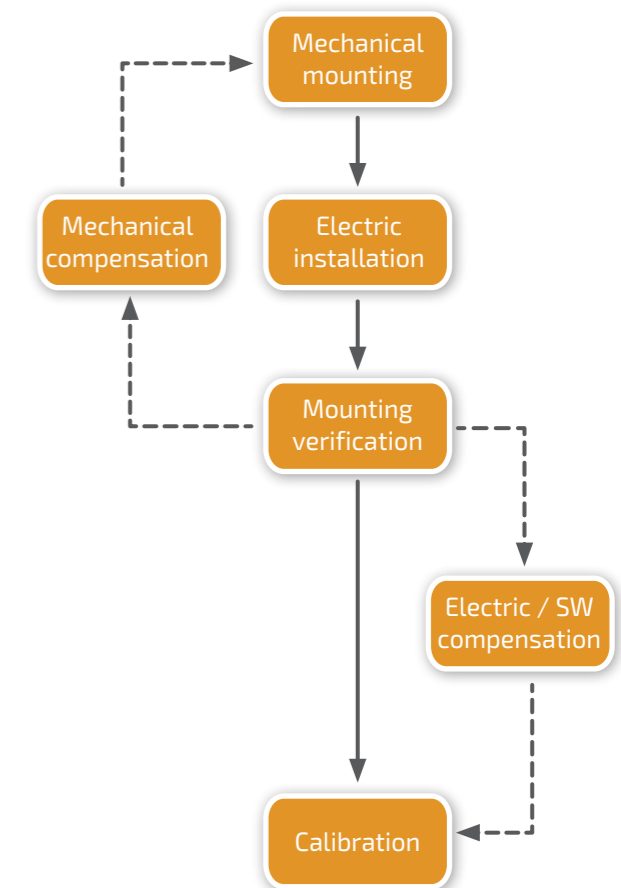 Mechanical
mounting
Mechanical
compensation
Electric
installation
Mounting
verification
Electric / SW
compensation
Calibration